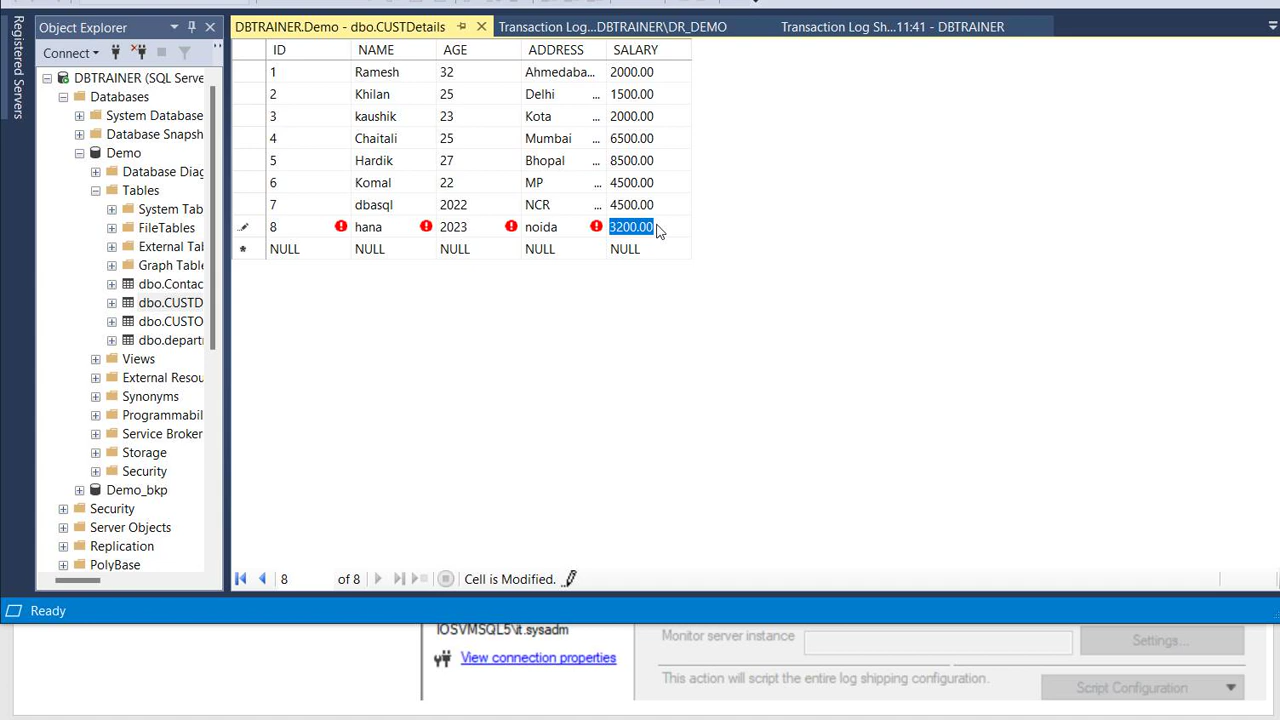 Registered Servers
Object Explorer
Connect
DBTRAINER (SQL Serve
Databases
System Database
Database Snapsh
Demo
Database Diag
Tables
System Tab
FileTables
External Ta
Graph Table
dbo.Contac
dbo.CUSTD
dbo.CUSTO
dbo.departr
Views
External Resou
Synonyms
Programmabil
Service Broker
Storage
Security
Demo_bkp
Security
Server Objects
Replication
PolyBase
DBTRAINER.Demo - dbo.CUSTDetails
Transaction Log...DBTRAINER\DR_DEMO
Transaction Log Sh...11:41 - DBTRAINER
ID NAME AGE ADDRESS SALARY
1 Ramesh 32 Ahmedaba... 2000.00
2 Khilan 25 Delhi ... 1500.00
3 kaushik 23 Kota ... 2000.00
4 Chaitali 25 Mumbai ... 6500.00
5 Hardik 27 Bhopal ... 8500.00
6 Komal 22 MP ... 4500.00
7 dbasql 2022 NCR ... 4500.00
8 hana 2023 noida 3200.00
NULL NULL NULL NULL NULL
8 of 8 Cell is Modified.
Ready
IOSVMSQL5\t.sysadm
View connection properties
Monitor server instance
Settings...
This action will script the entire log shipping configuration.
Script Configuration